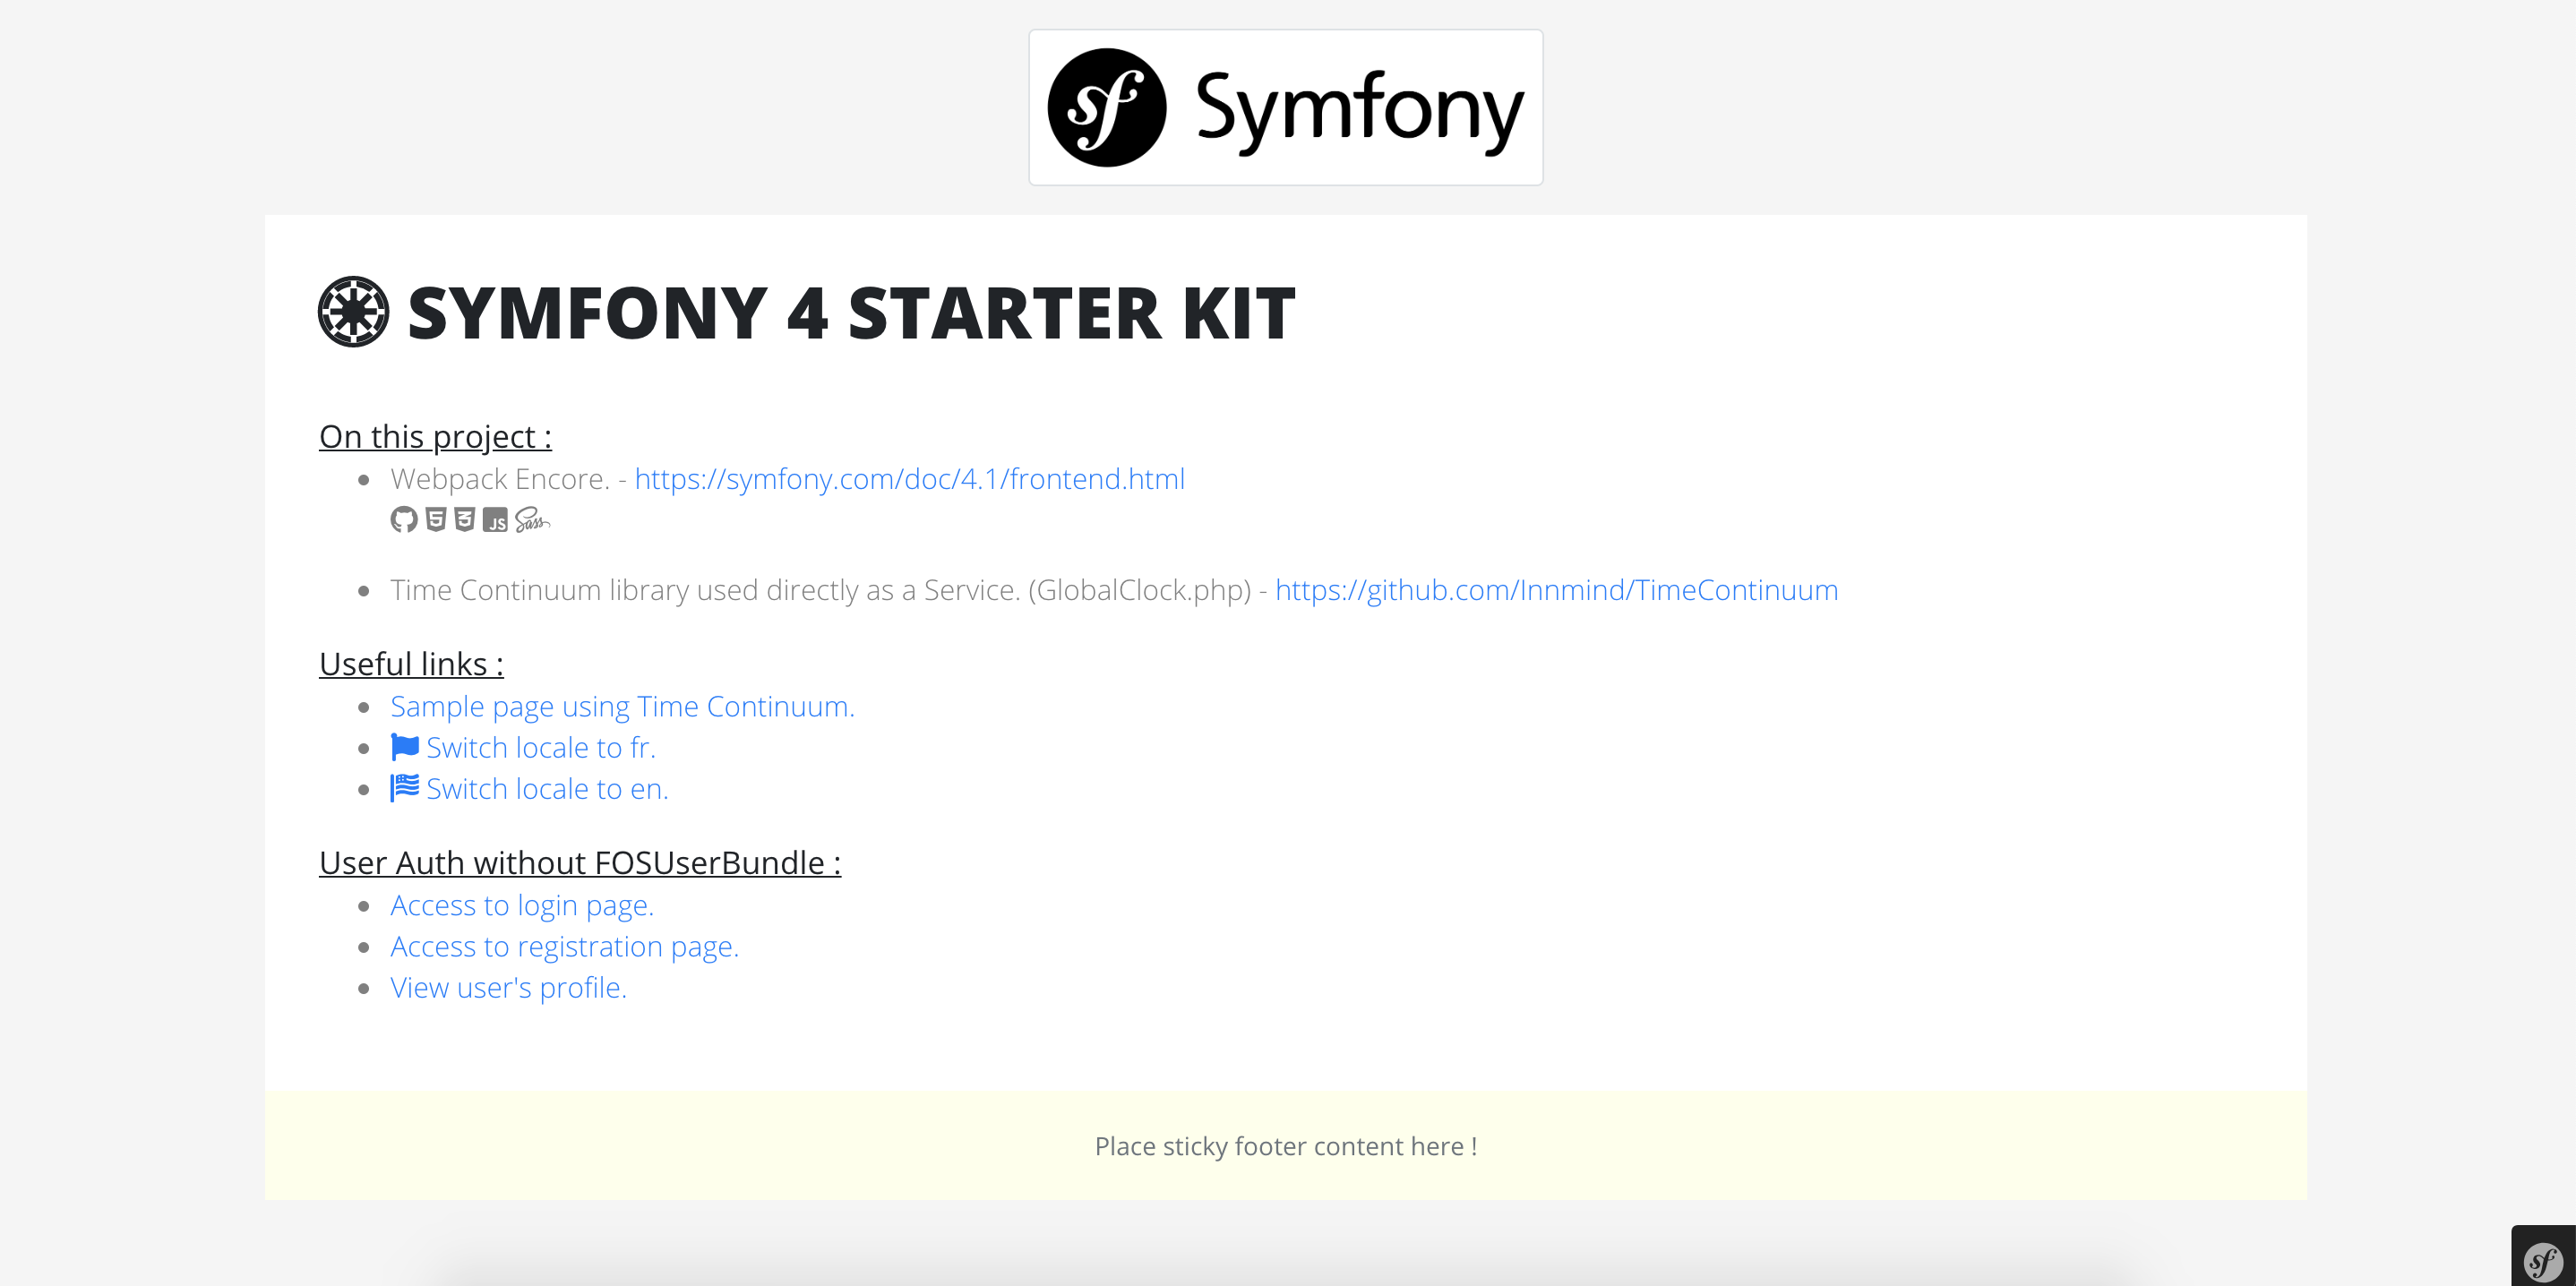 sf Symfony
SYMFONY 4 STARTER KIT
On this project :
Webpack Encore. - https://symfony.com/doc/4.1/frontend.html
JS Sass
Time Continuum library used directly as a Service. (GlobalClock.php) - https://github.com/Innmind/TimeContinuum
Useful links :
Sample page using Time Continuum.
Switch locale to fr.
Switch locale to en.
User Auth without FOSUserBundle :
Access to login page.
Access to registration page.
View user's profile.
Place sticky footer content here !
sf